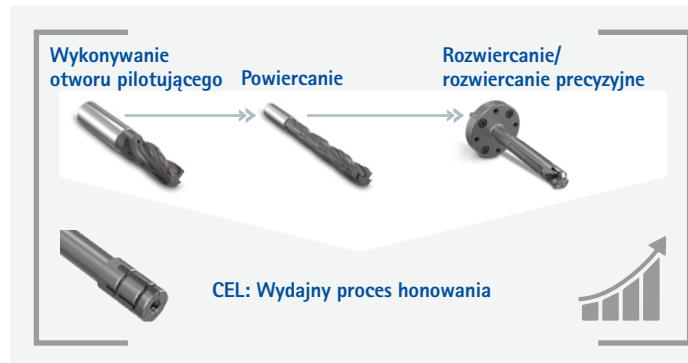 Wykonywanie
otworu pilotującego
Powiercanie
Rozwiercanie/
rozwiercanie precyzyjne
CEL: Wydajny proces honowania